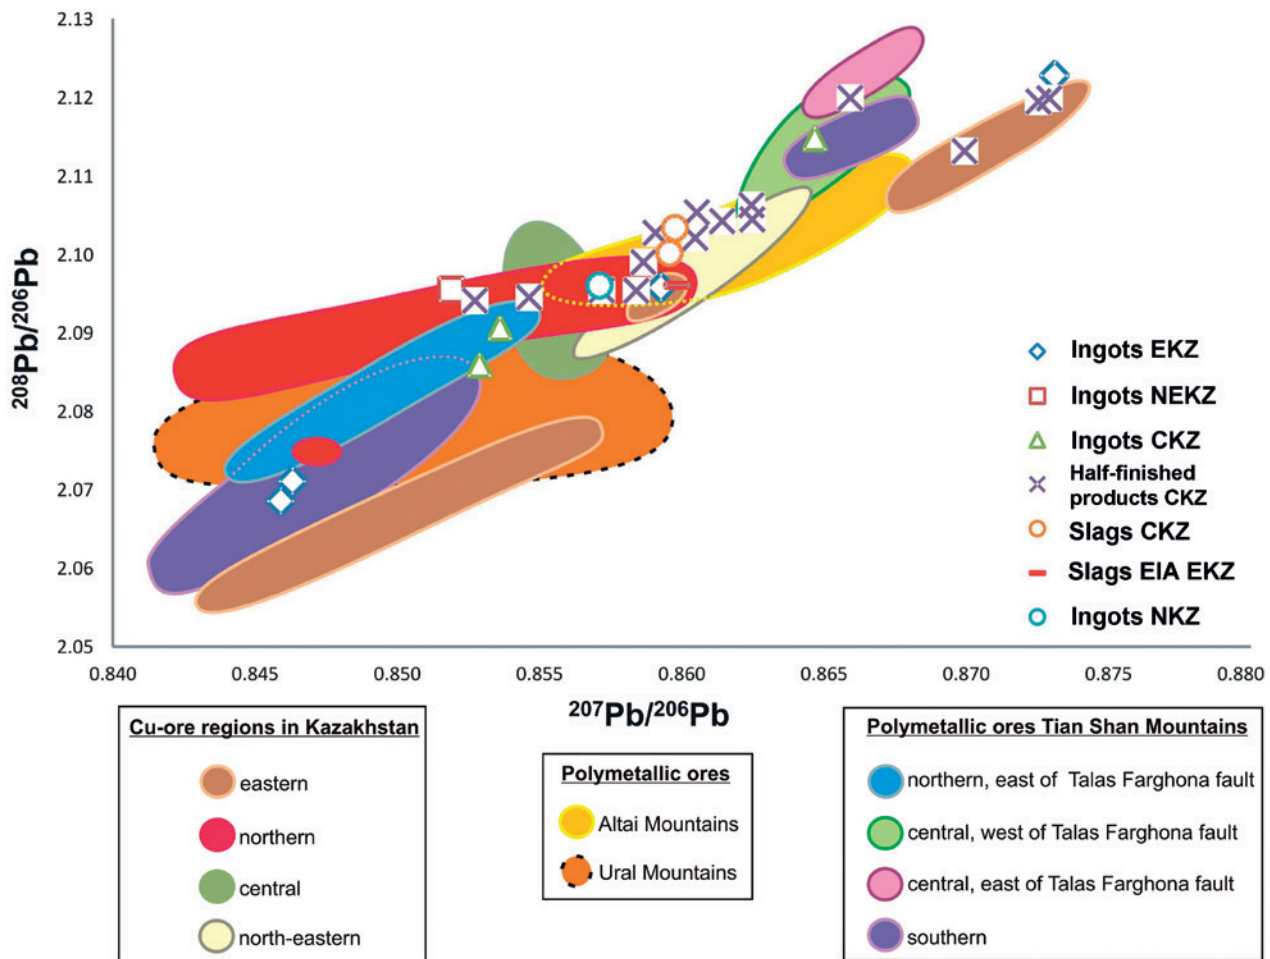 2.13
2.12
2.11
2.10
2.09
2.08
2.07
2.06
2.05
208Pb/206Pb
0.840
0.845
0.850
0.855
0.860
0.865
0.870
0.875
0.880
207Pb/206Pb
Ingots EKZ
Ingots NEKZ
Ingots CKZ
Half-finished
products CKZ
Slags CKZ
Slags EIA EKZ
Ingots NKZ
Cu-ore regions in Kazakhstan
eastern
northern
central
north-eastern
Polymetallic ores
Altai Mountains
Ural Mountains
Polymetallic ores Tian Shan Mountains
northern, east of Talas Farghona fault
central, west of Talas Farghona fault
central, east of Talas Farghona fault
southern